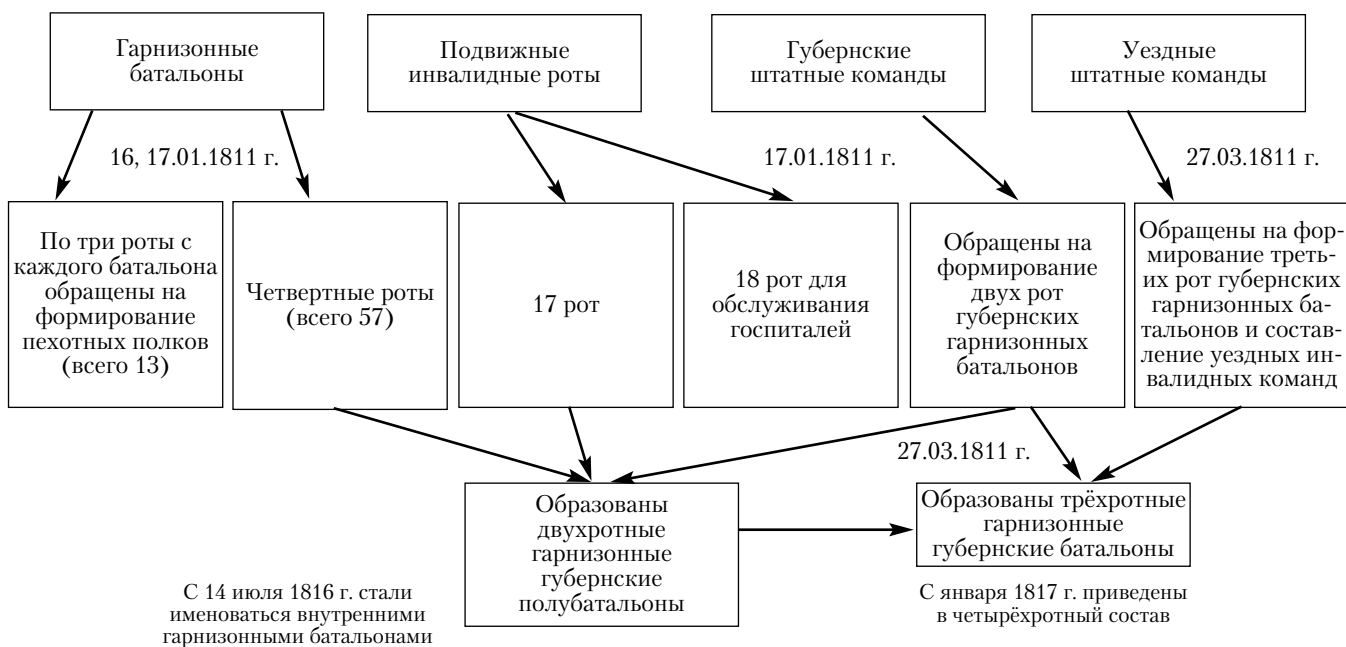 Гарнизонные
батальоны
Подвижные
инвалидные роты
Губернские
штатные команды
Уездные
штатные команды
16, 17.01.1811 г.
17.01.1811 г.
27.03.1811 г.
По три роты с
каждого батальона
обращены на
формирование
пехотных полков
(всего 13)
Четвертные роты
(всего 57)
17 рот
18 рот для
обслуживания
госпиталей
Обращены на
формирование
двух рот
губернских
гарнизонных
батальонов
Обращены на фор-
мирование треть-
их рот губернских
гарнизонных ба-
тальонов и состав-
ление уездных ин-
валидных команд
27.03.1811 г.
Образованы
двухротные
гарнизонные
губернские
полубатальоны
Образованы трёхротные
гарнизонные
губернские батальоны
С 14 июля 1816 г. стали
именоваться внутренними
гарнизонными батальонами
С января 1817 г. приведены
в четырёхротный состав